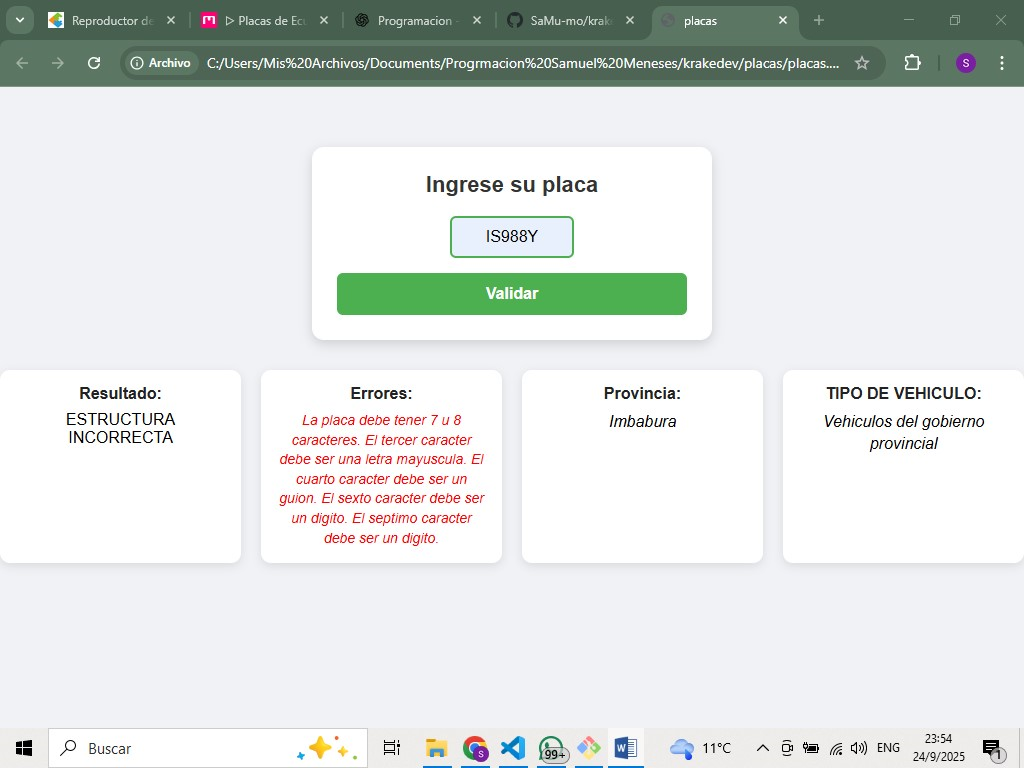 Reproductor de
▷ Placas de Ecu
Programacion -
SaMu-mo/krak
placas
Archivo
C:/Users/Mis%20Archivos/Documents/Progrmacion%20Samuel%20Meneses/krakedev/placas/placas....
S
Ingrese su placa
IS988Y
Validar
Resultado:
ESTRUCTURA
INCORRECTA
Errores:
La placa debe tener 7 u 8
caracteres. El tercer caracter
debe ser una letra mayuscula. El
cuarto caracter debe ser un
guion. El sexto caracter debe ser
un digito. El septimo caracter
debe ser un digito.
Provincia:
Imbabura
TIPO DE VEHICULO:
Vehiculos del gobierno
provincial
Buscar
S
99+
11°C
ENG
23:54
24/9/2025
1